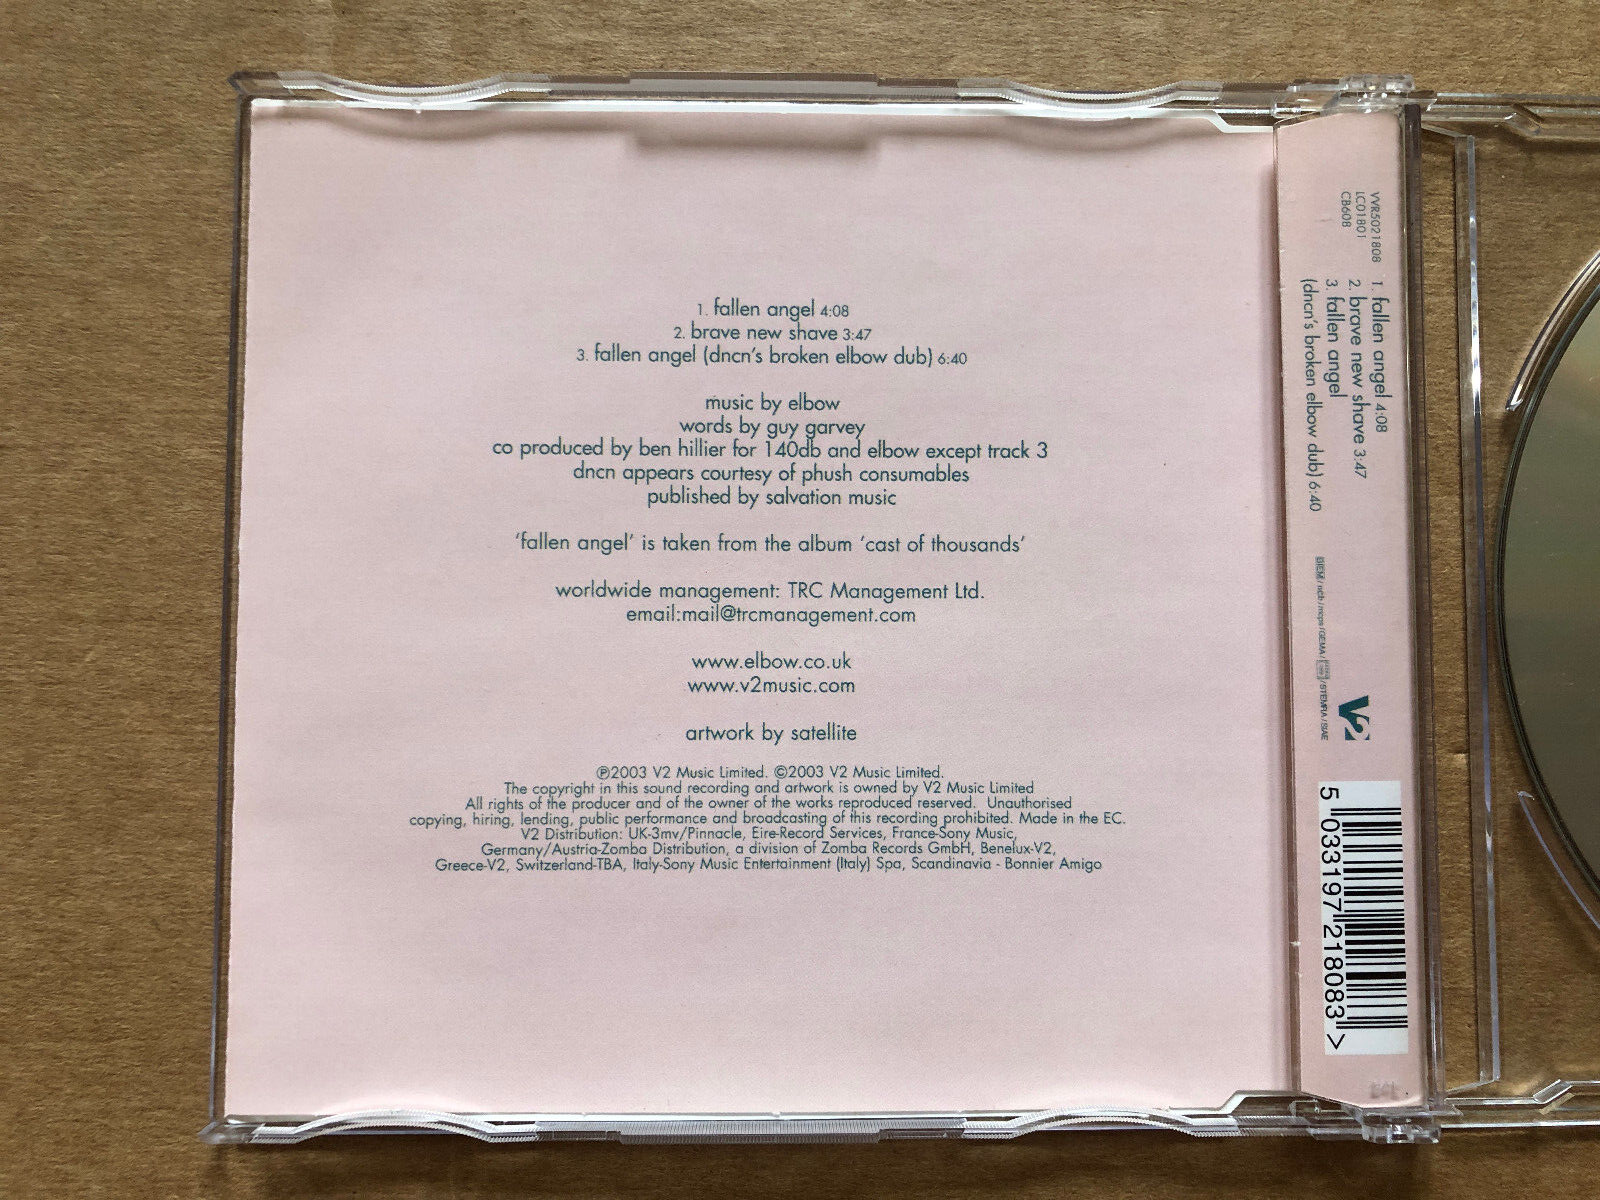 1. fallen angel 4:08
2. brave new shave 3:47
3. fallen angel (dncn's broken elbow dub) 6:40
music by elbow
words by guy garvey
co produced by ben hillier for 140db and elbow except track 3
dncn appears courtesy of phush consumables
published by salvation music
'fallen angel' is taken from the album 'cast of thousands'
worldwide management: TRC Management Ltd.
email:mail@trcmanagement.com
www.elbow.co.uk
www.v2music.com
artwork by satellite
℗2003 V2 Music Limited. ©2003 V2 Music Limited.
The copyright in this sound recording and artwork is owned by V2 Music Limited
All rights of the producer and of the owner of the works reproduced reserved. Unauthorised
copying, hiring, lending, public performance and broadcasting of this recording prohibited. Made in the EC.
V2 Distribution: UK-3mv/Pinnacle, Eire-Record Services, France-Sony Music,
Germany/Austria-Zomba Distribution, a division of Zomba Records GmbH, Benelux-V2,
Greece-V2, Switzerland-TBA, Italy-Sony Music Entertainment (Italy) Spa, Scandinavia - Bonnier Amigo
VVR5021808
LC01801
CB608
1. fallen angel 4:08
2. brave new shave 3:47
3. fallen angel
(dncn's broken elbow dub) 6:40
BIEM / ncb / mcps / GEMA / / STEMRA / SIAE
V2
5 033197 218083 >